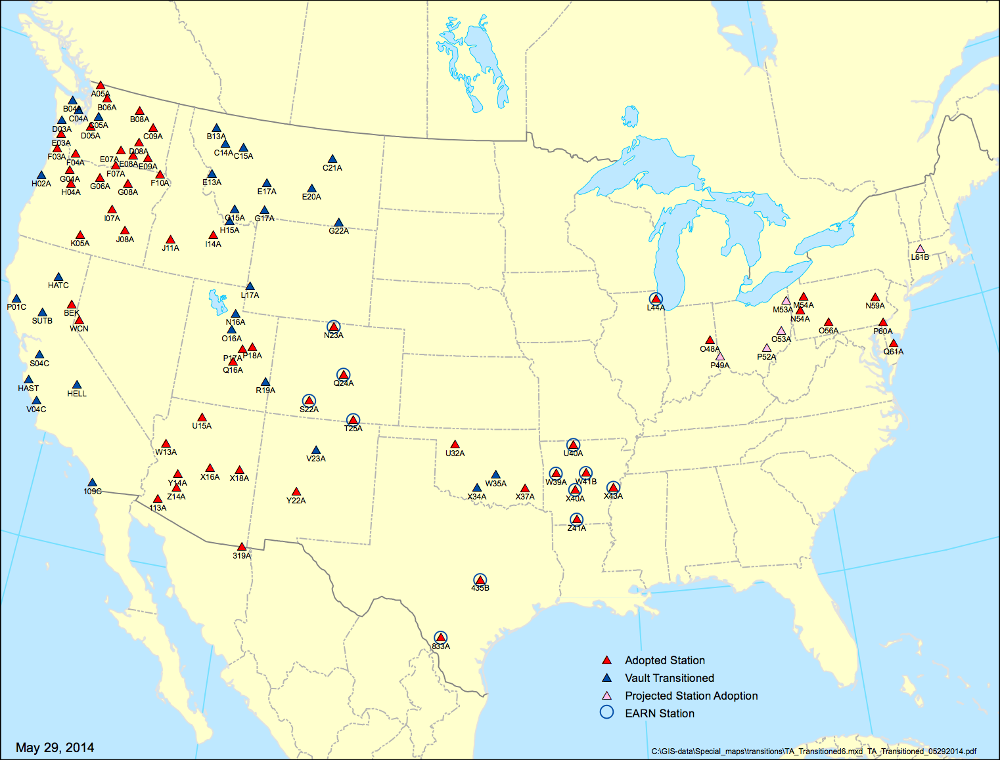 A05A
B04A
B06A
C04A
C05A
B08A
D03A
D05A
C09A
B13A
E03A
C14A
C15A
F03A
D08A
E07A
F04A
E08A
E09A
C21A
F07A
G04A
F10A
E13A
H02A
G06A
H04A
G08A
E17A
E20A
I07A
G15A
G17A
H15A
G22A
J08A
K05A
I14A
J11A
L61B
HATC
L17A
P01C
BEK
SUTB
WCN
N16A
L44A
M54A
M53A
N59A
N54A
N23A
O16A
O56A
P60A
O53A
O48A
P17A
P18A
Q61A
S04C
P52A
P49A
Q16A
Q24A
HAST
HELL
R19A
V04C
S22A
U15A
T25A
W13A
V23A
U32A
U40A
X16A
X18A
Y14A
W35A
W39A
W41B
109C
Z14A
X34A
X37A
X40A
X43A
Y22A
113A
Z41A
319A
435B
833A
Adopted Station
Vault Transitioned
Projected Station Adoption
EARN Station
May 29, 2014
C:\GIS-data\Special_maps\transitions\TA_Transitioned6.mxd TA_Transitioned_05292014.pdf